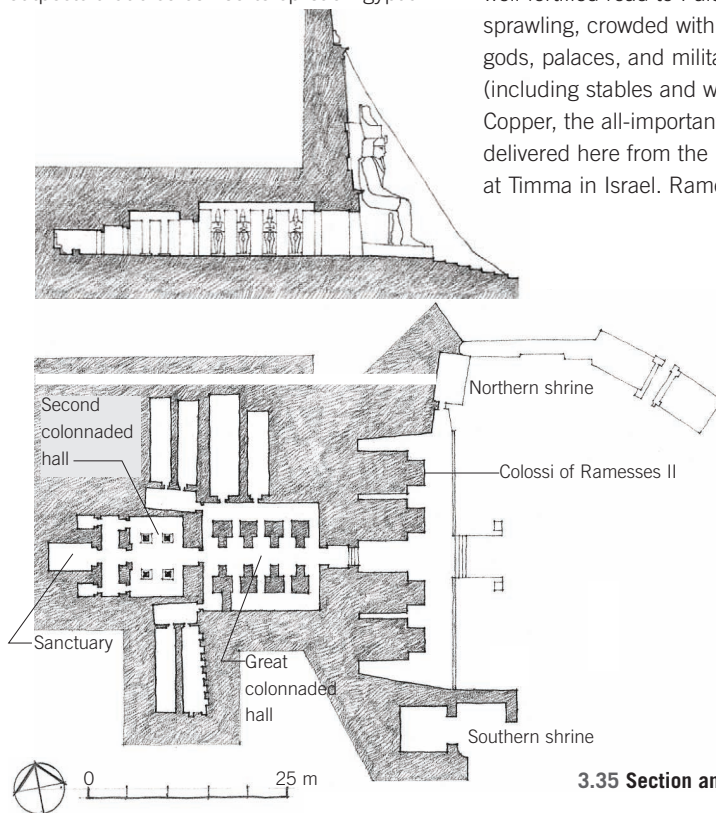 sprawling, crowded with
gods, palaces, and milita
(including stables and w
Copper, the all-importan
delivered here from the
at Timma in Israel. Rame
Northern shrine
Second
colonnaded
hall
Colossi of Ramesses II
Sanctuary
Great
colonnaded
hall
Southern shrine
0 25 m
3.35 Section an